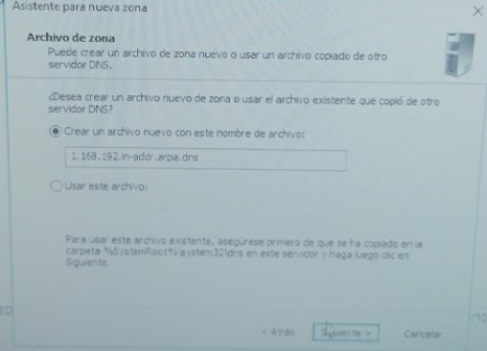 Asistente para nueva zona
Archivo de zona
Puede crear un archivo de zona nuevo o usar un archivo copiado de otro
servidor DNS.
¿Desea crear un archivo nuevo de zona o usar el archivo existente que copió de otro
servidor DNS?
Crear un archivo nuevo con este nombre de archivo:
1.168.192.in-addr.arpa.dns
Usar este archivo:
Para usar este archivo existente, asegúrese primero de que se ha copiado en la
carpeta %SystemRoot%\system32\dns en este servidor y haga luego clic en
Siguiente.
< Atrás
Siguiente >
Cancelar